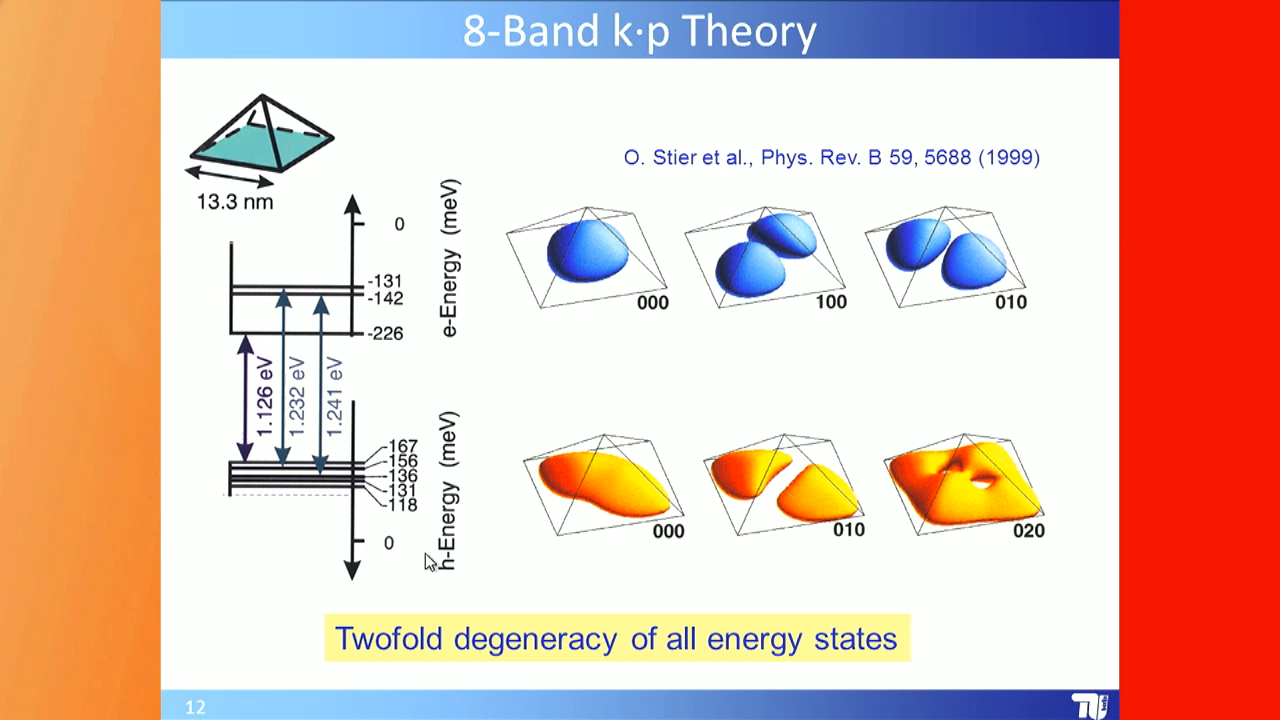 8-Band k·p Theory
O. Stier et al., Phys. Rev. B 59, 5688 (1999)
13.3 nm
0
-131
-142
-226
e-Energy (meV)
1.126 eV
1.232 eV
1.241 eV
000
100
010
167
156
136
131
118
0
h-Energy (meV)
000
010
020
Twofold degeneracy of all energy states
12